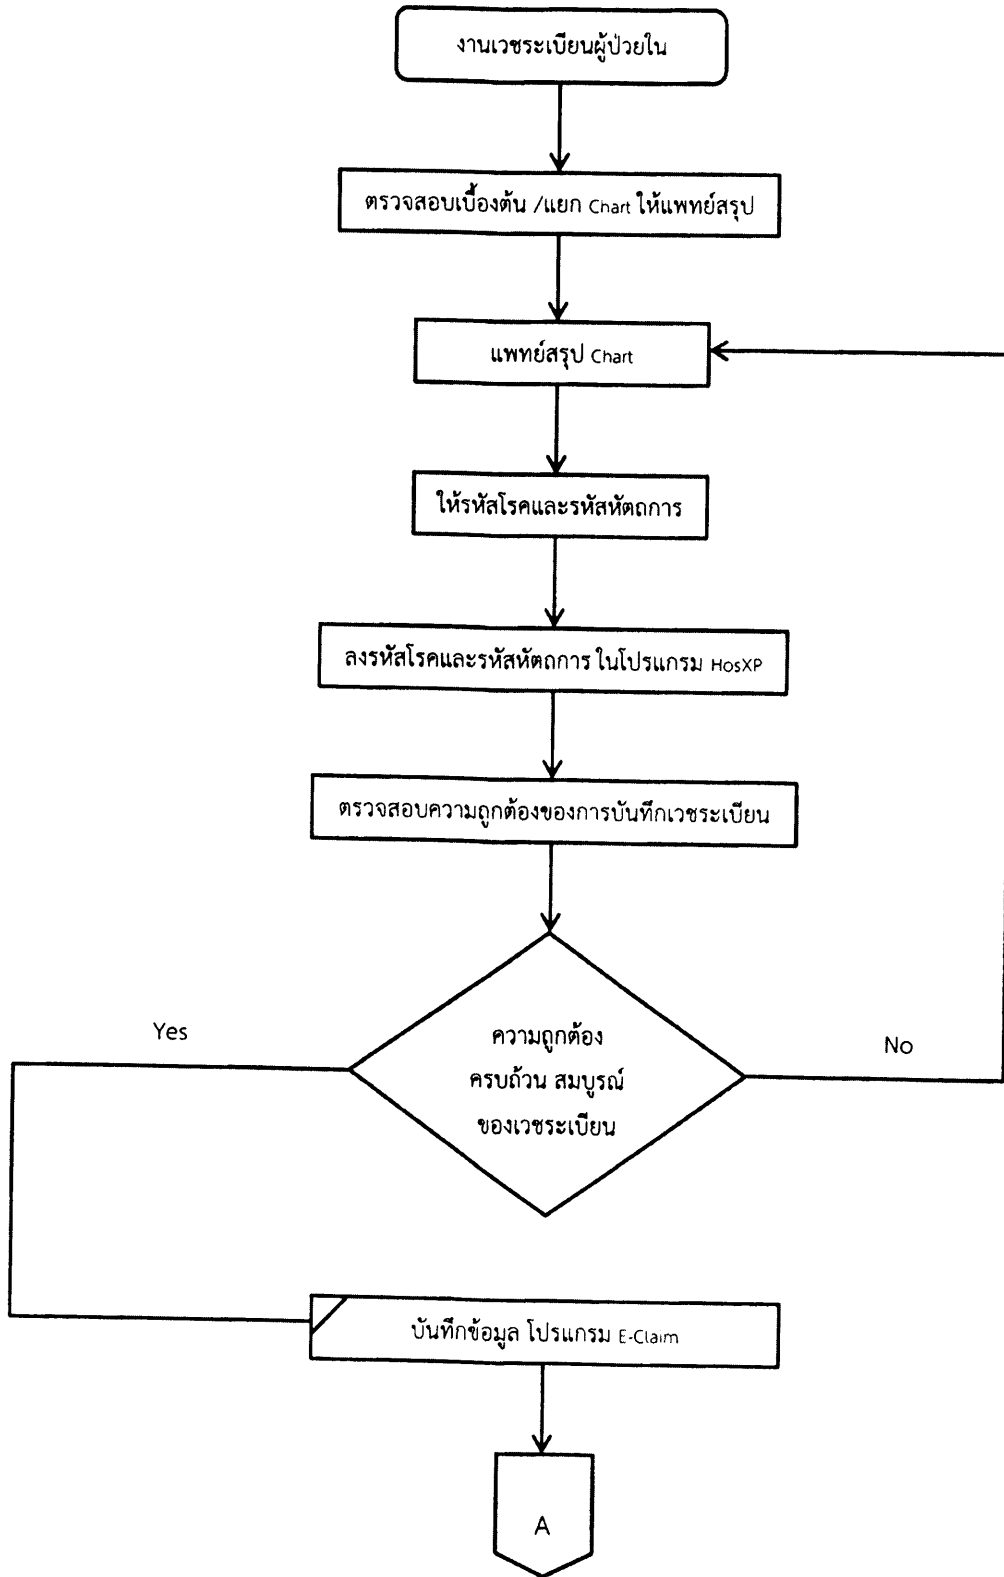 งานเวชระเบียนผู้ป่วยใน
ตรวจสอบเบื้องต้น /แยก Chart ให้แพทย์สรุป
แพทย์สรุป Chart
ให้รหัสโรคและรหัสหัตถการ
ลงรหัสโรคและรหัสหัตถการ ในโปรแกรม HosXP
ตรวจสอบความถูกต้องของการบันทึกเวชระเบียน
Yes
ความถูกต้อง
ครบถ้วน สมบูรณ์
ของเวชระเบียน
No
บันทึกข้อมูล โปรแกรม E-Claim
A